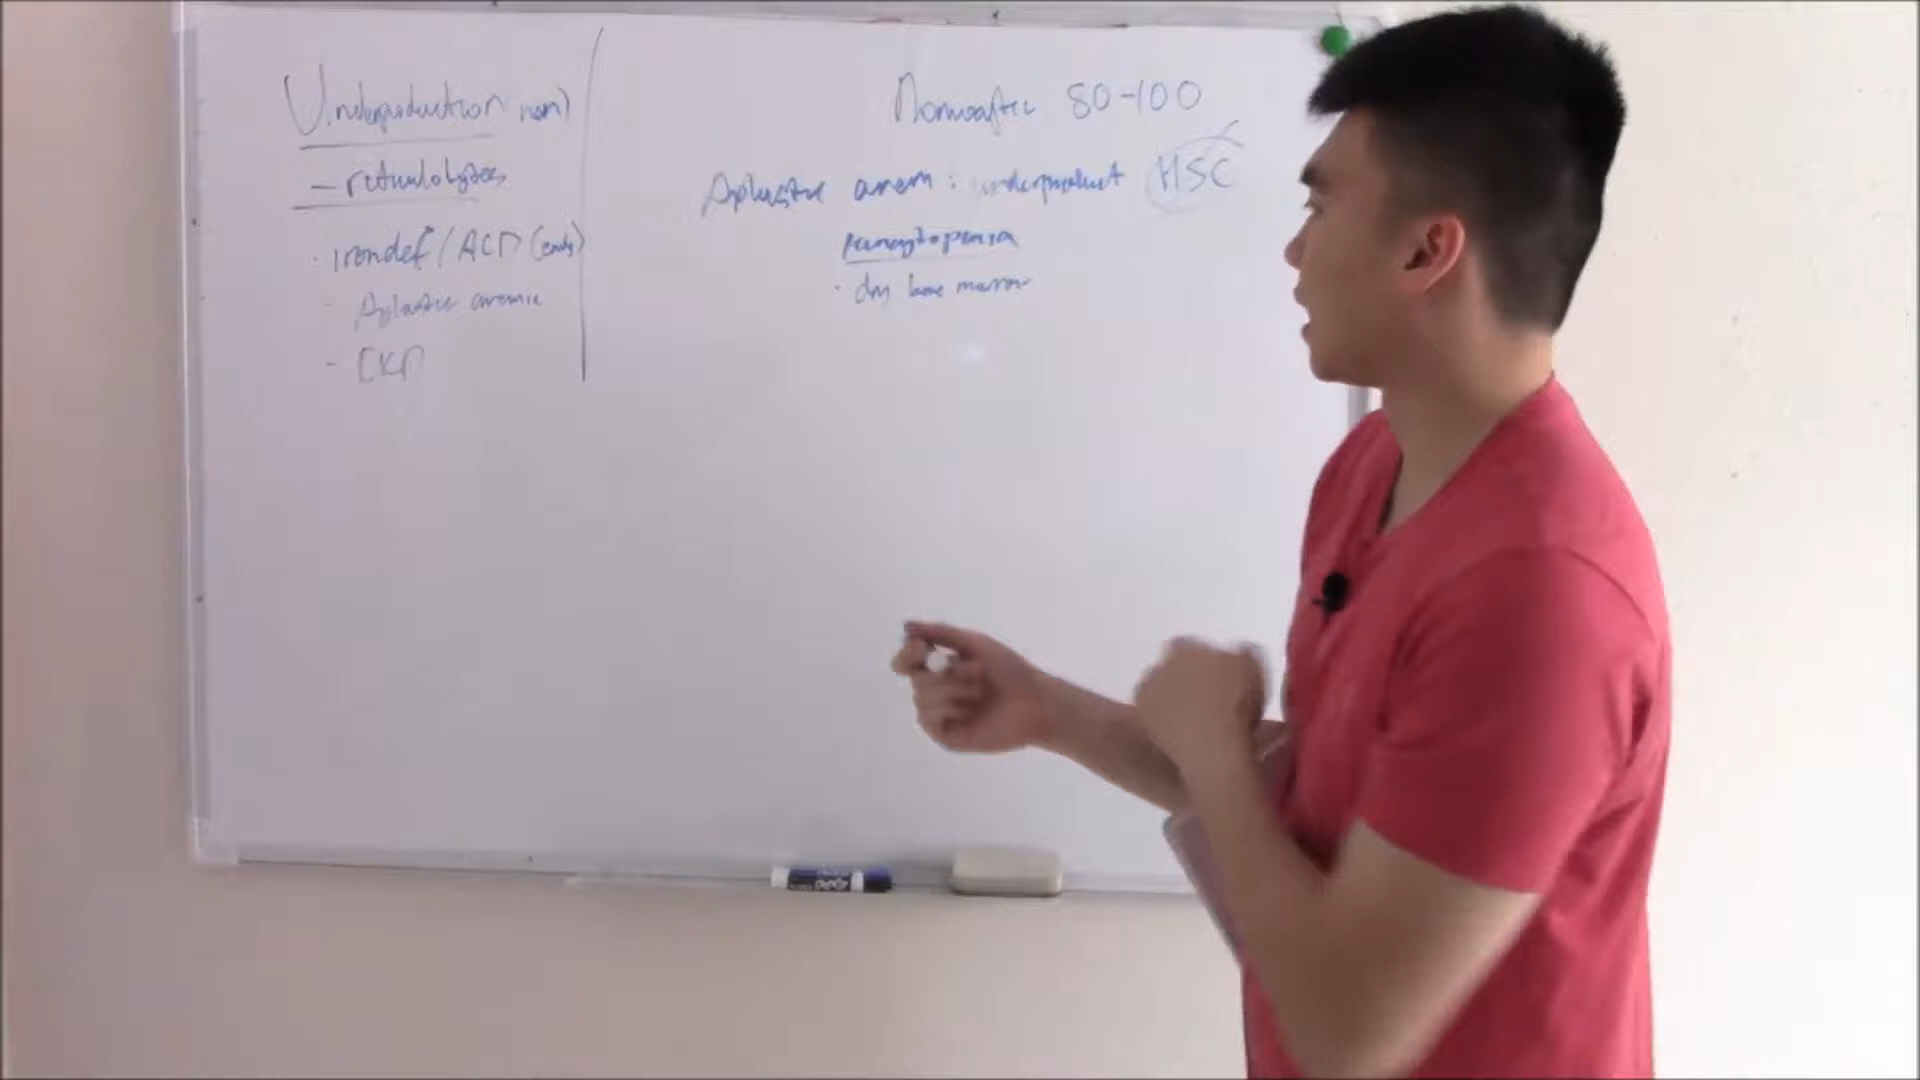 Underproduction
- reticulocytes
· iron def / ACD (early)
- Aplastic anemia
- CKD
Normocytic 80-100
Aplastic anem : underproduct HSC
pancytopenia
· dry bone marrow
EXPO